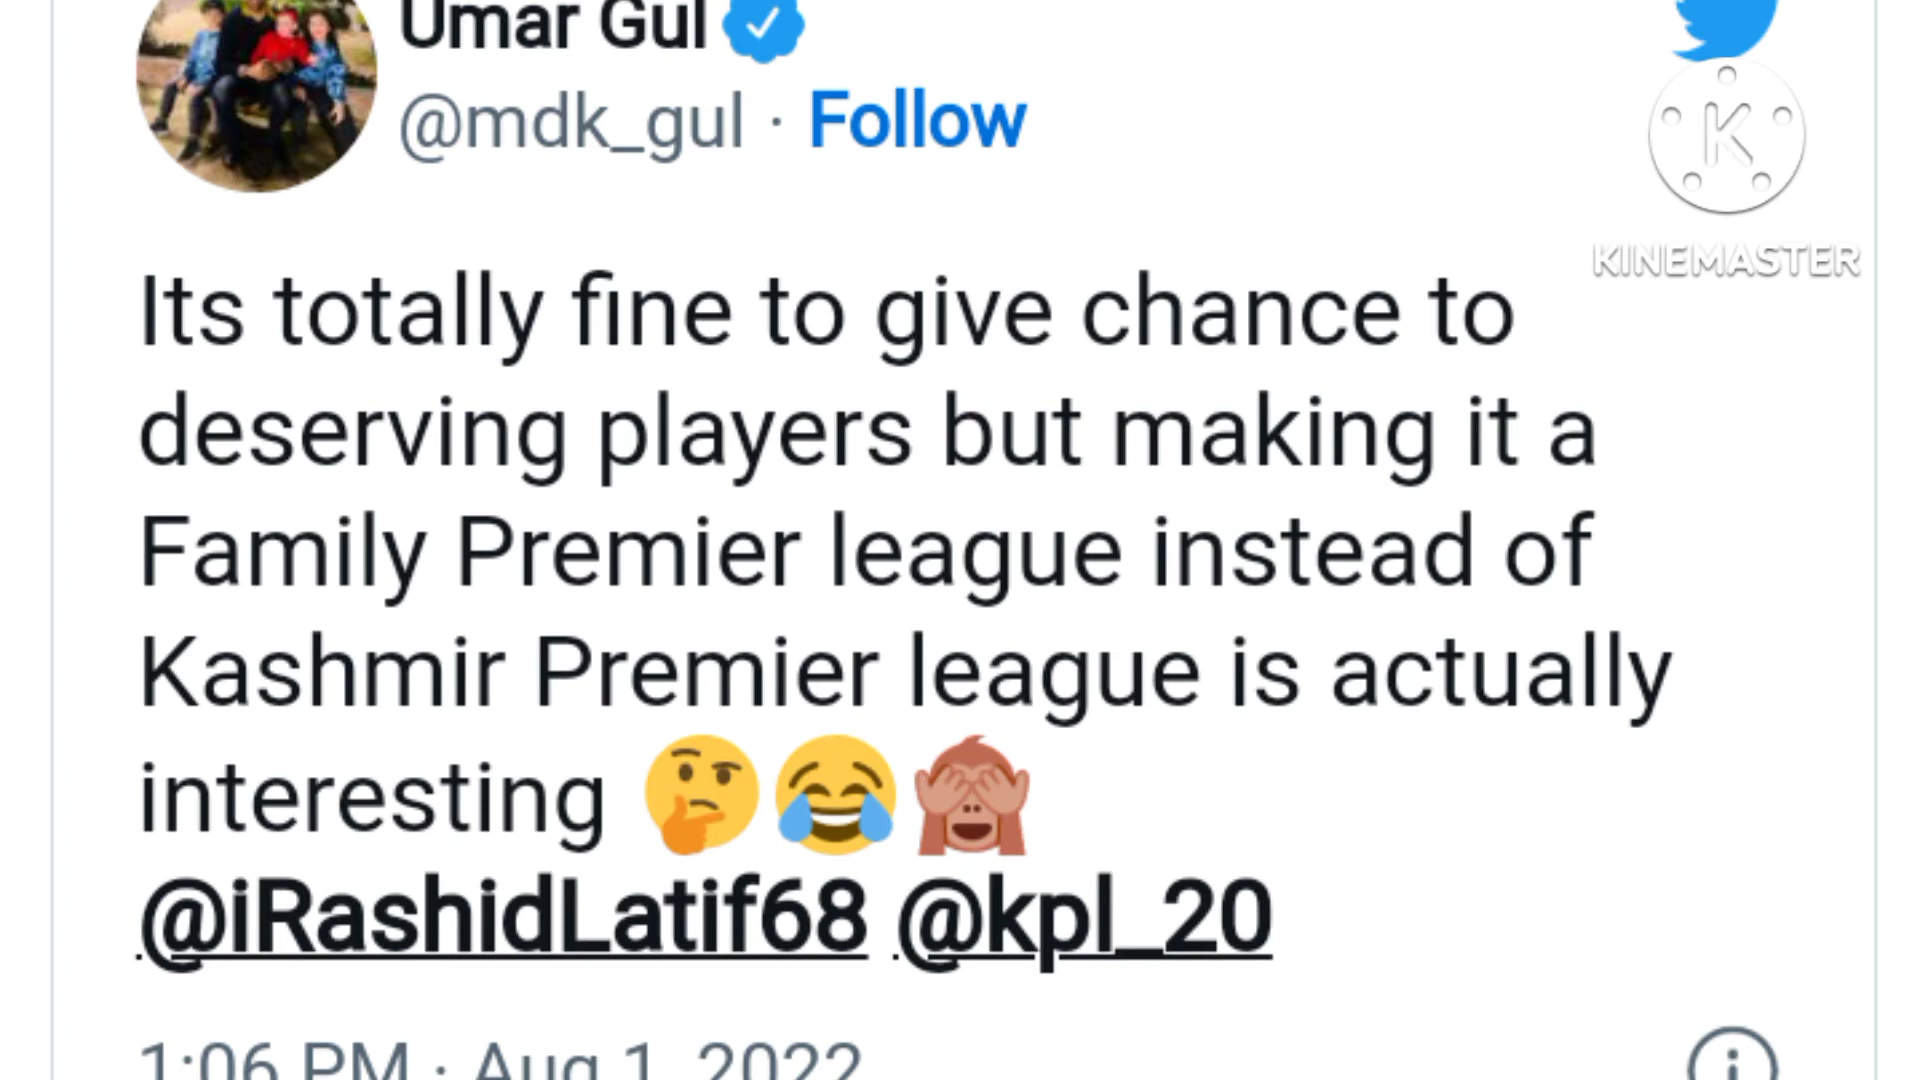 Umar Gul
@mdk_gul · Follow
K
KINEMASTER
Its totally fine to give chance to
deserving players but making it a
Family Premier league instead of
Kashmir Premier league is actually
interesting 🤔😂🙈
@iRashidLatif68 @kpl_20
1:06 PM · Aug 1, 2022